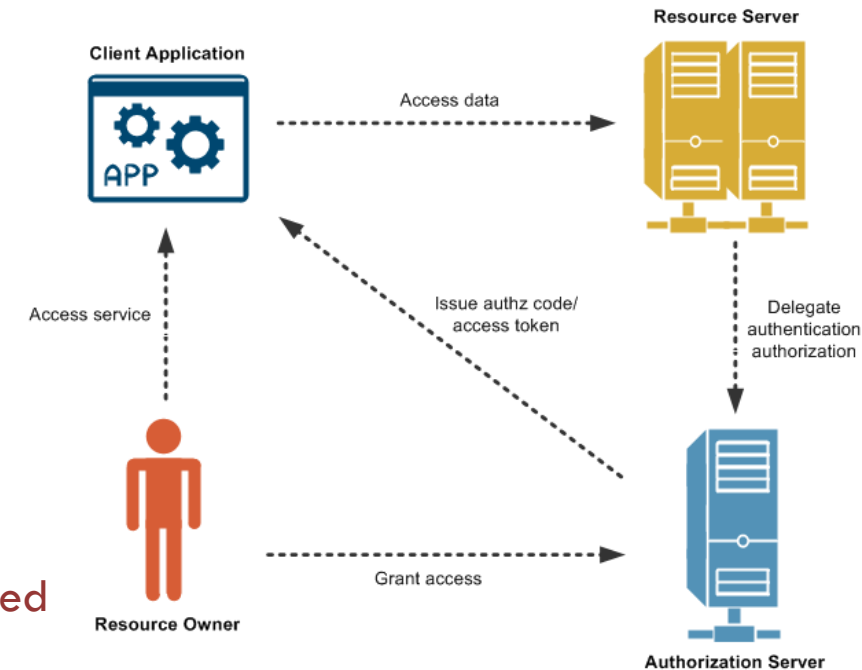 Resource Server
Client Application
Access data
APP
Access service
Issue authz code/
access token
Delegate
authentication
authorization
Grant access
ed
Resource Owner
Authorization Server